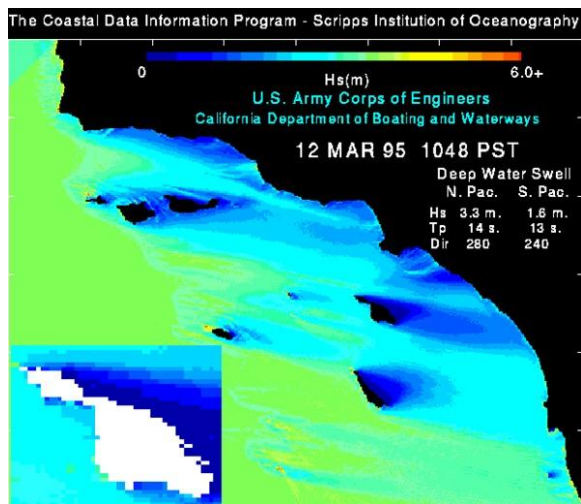 The Coastal Data Information Program - Scripps Institution of Oceanography
0 6.0+
Hs(m)
U.S. Army Corps of Engineers
California Department of Boating and Waterways
12 MAR 95 1048 PST
Deep Water Swell
N. Pac. S. Pac.
Hs 3.3 m. 1.6 m.
Tp 14 s. 13 s.
Dir 280 240